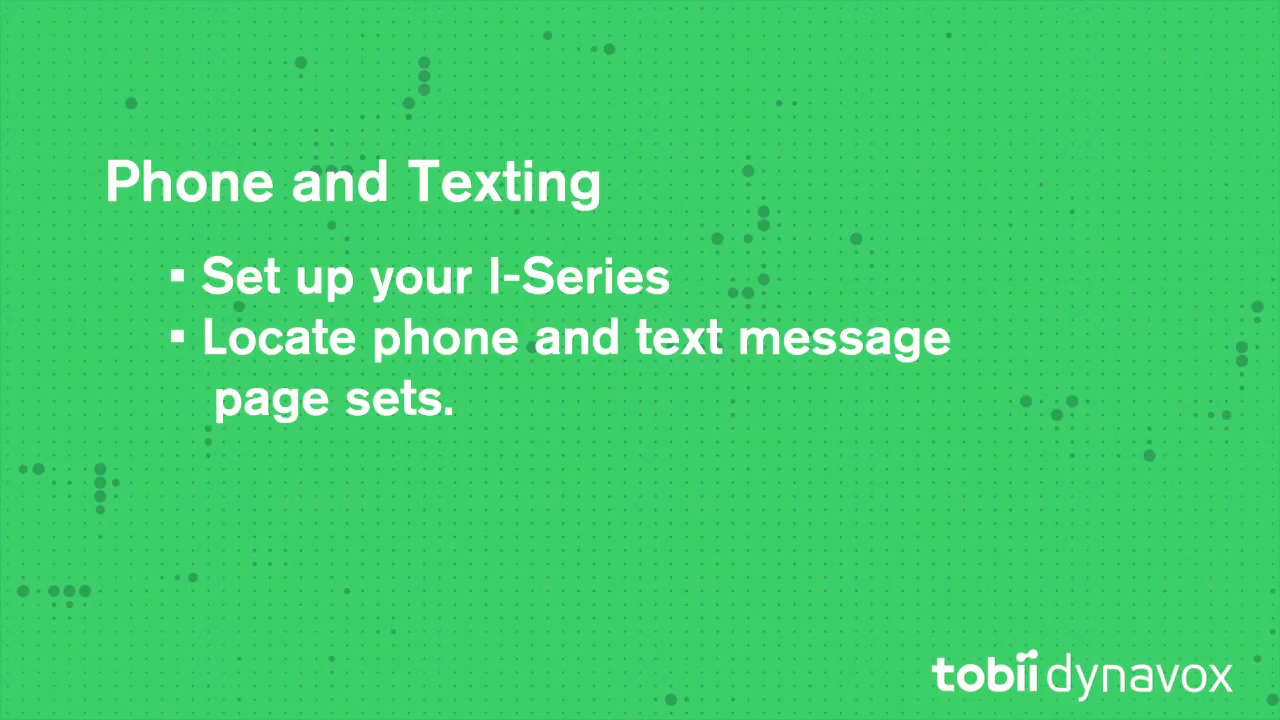 Phone and Texting
▪ Set up your I-Series
▪ Locate phone and text message
page sets.
tobii dynavox